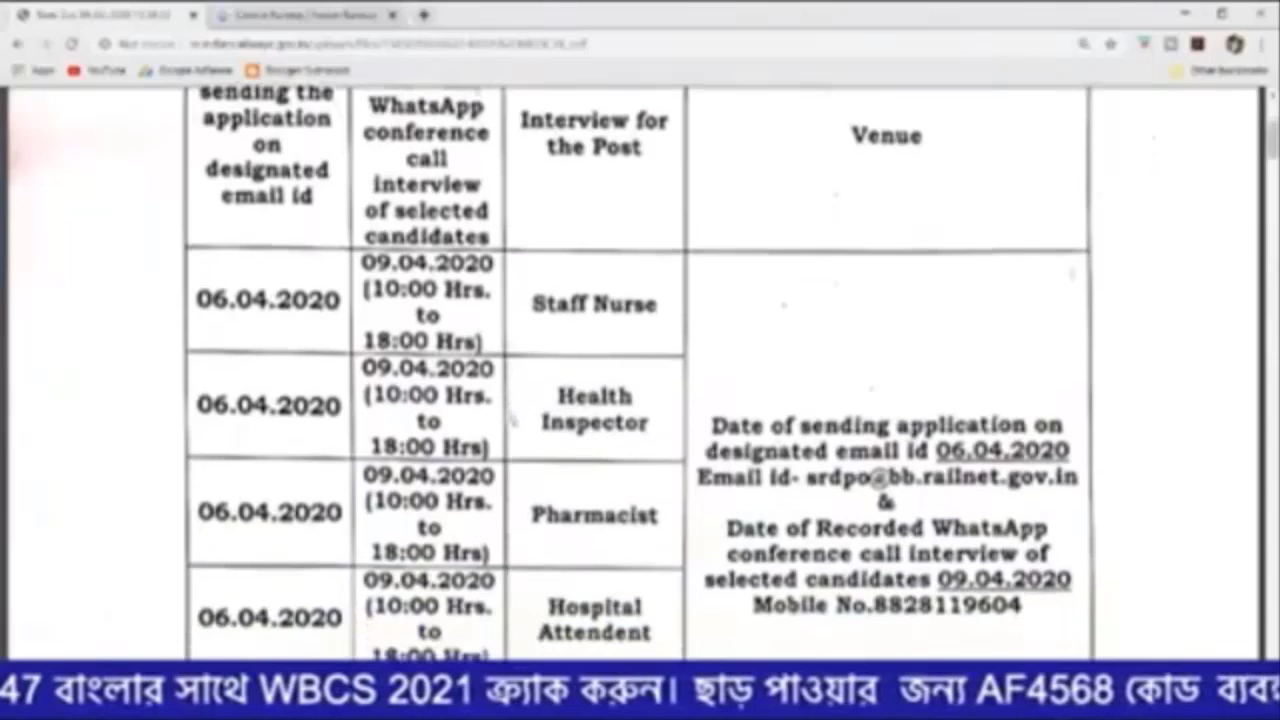 YouTube
sending the
application
on
designated
email id
WhatsApp
conference
call
interview
of selected
candidates
Interview for
the Post
Venue
06.04.2020
09.04.2020
(10:00 Hrs.
to
18:00 Hrs)
Staff Nurse
06.04.2020
09.04.2020
(10:00 Hrs.
to
18:00 Hrs)
Health
Inspector
06.04.2020
09.04.2020
(10:00 Hrs.
to
18:00 Hrs)
Pharmacist
06.04.2020
09.04.2020
(10:00 Hrs.
to
18:00 Hrs)
Hospital
Attendent
Date of sending application on
designated email id 06.04.2020
Email id- srdpo@bb.railnet.gov.in
&
Date of Recorded WhatsApp
conference call interview of
selected candidates 09.04.2020
Mobile No.8828119604
47 বাংলার সাথে WBCS 2021 ক্র্যাক করুন। ছাড় পাওয়ার জন্য AF4568 কোড